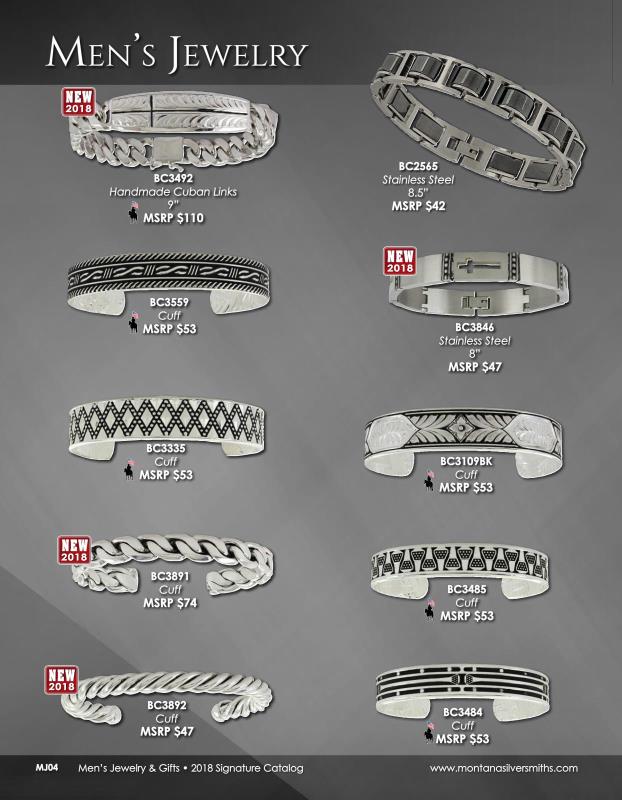 Men's Jewelry
NEW
2018
BC3492
Handmade Cuban Links
9"
MSRP $110
BC2565
Stainless Steel
8.5"
MSRP $42
BC3559
Cuff
MSRP $53
NEW
2018
BC3846
Stainless Steel
8"
MSRP $47
BC3335
Cuff
MSRP $53
BC3109BK
Cuff
MSRP $53
NEW
2018
BC3891
Cuff
MSRP $74
BC3485
Cuff
MSRP $53
NEW
2018
BC3892
Cuff
MSRP $47
BC3484
Cuff
MSRP $53
MJ04 Men's Jewelry & Gifts • 2018 Signature Catalog www.montanasilversmiths.com